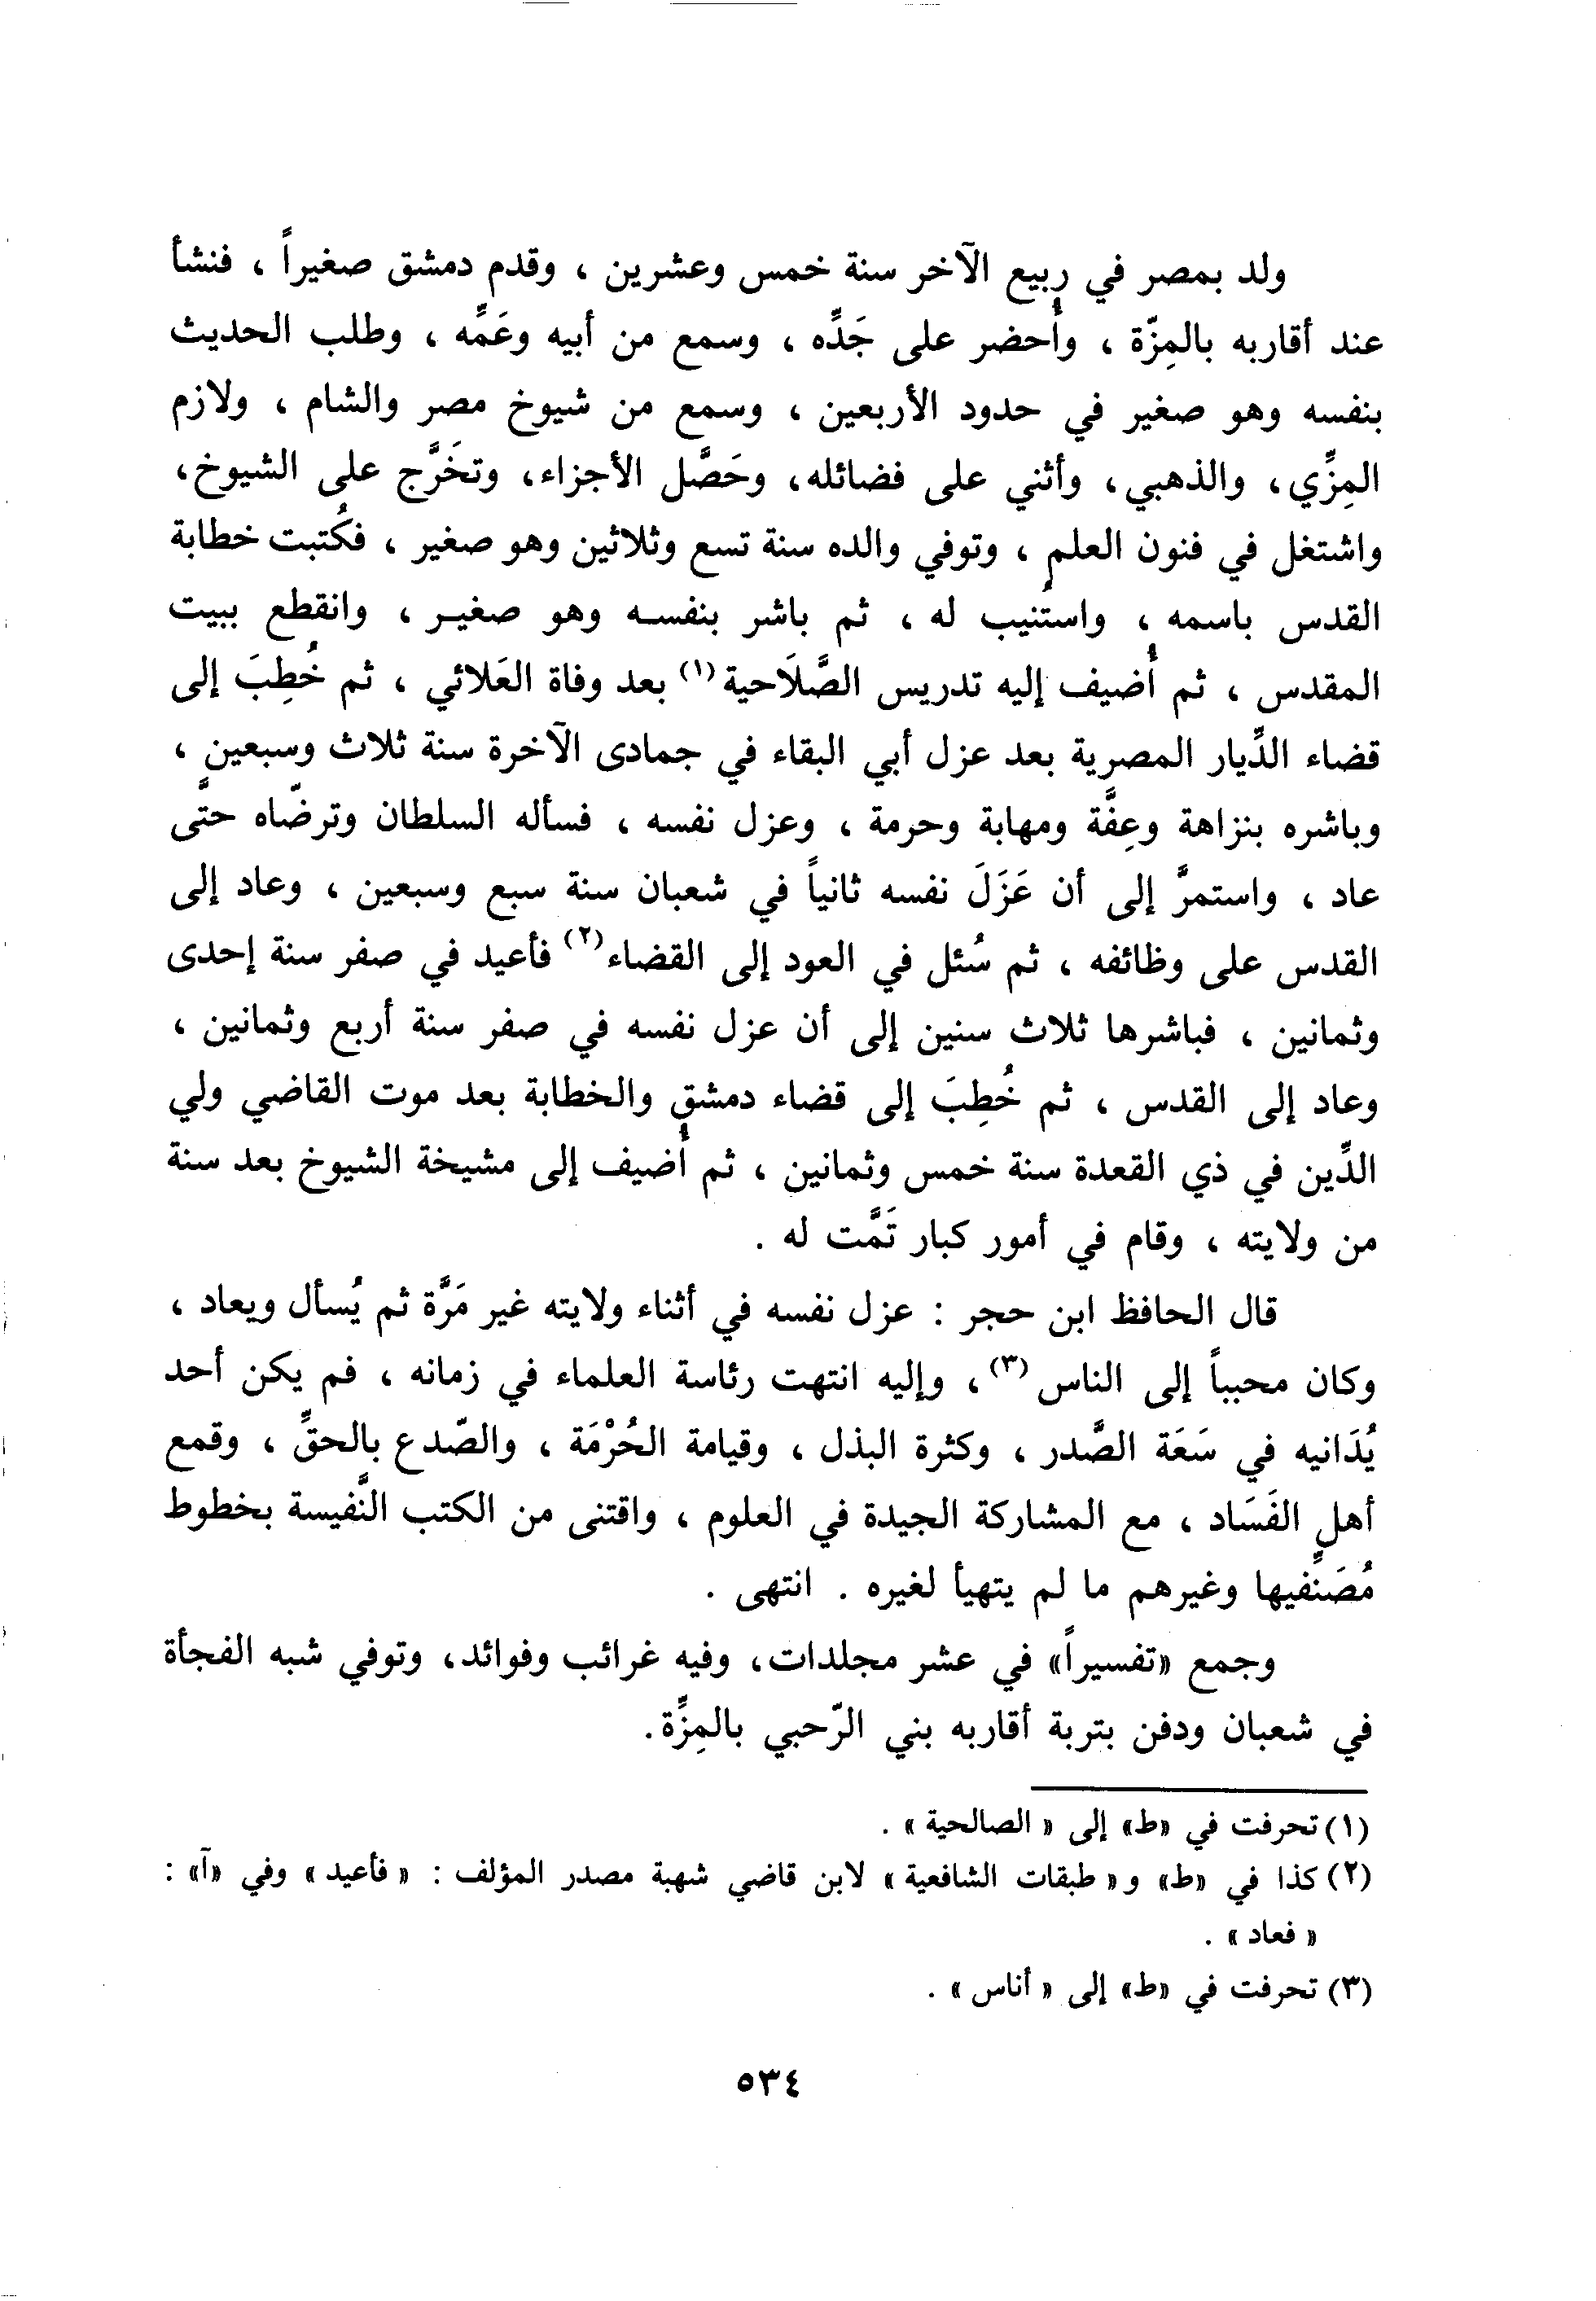 ولد بمصر في ربيع الآخر سنة خمس وعشرين ، وقدم دمشق صغيراً ، فنشأ
عند أقاربه بالمِزّة ، وأُحضر على جَدِّه ، وسمع من أبيه وعَمِّه ، وطلب الحديث
بنفسه وهو صغير في حدود الأربعين ، وسمع من شيوخ مصر والشام ، ولازم
المِزِّي، والذهبي، وأثني على فضائله، وحَصَّل الأجزاء، وتخَرَّج على الشيوخ،
واشتغل في فنون العلم ، وتوفي والده سنة تسع وثلاثين وهو صغير ، فكُتبت خطابة
القدس باسمه ، واستُنيب له ، ثم باشر بنفسه وهو صغير ، وانقطع ببيت
المقدس ، ثم أُضيف إليه تدريس الصَّلَاحية(١) بعد وفاة العَلائي ، ثم خُطِبَ إلى
قضاء الدِّيار المصرية بعد عزل أبي البقاء في جمادى الآخرة سنة ثلاث وسبعين ،
وباشره بنزاهة وعِفَّة ومهابة وحرمة ، وعزل نفسه ، فسأله السلطان وترضّاه حتَّى
عاد ، واستمرَّ إلى أن عَزَلَ نفسه ثانياً في شعبان سنة سبع وسبعين ، وعاد إلى
القدس على وظائفه ، ثم سُئل في العود إلى القضاء(٢) فأعيد في صفر سنة إحدى
وثمانين ، فباشرها ثلاث سنين إلى أن عزل نفسه في صفر سنة أربع وثمانين ،
وعاد إلى القدس ، ثم خُطِبَ إلى قضاء دمشق والخطابة بعد موت القاضي ولي
الدِّين في ذي القعدة سنة خمس وثمانين ، ثم أُضيف إلى مشيخة الشيوخ بعد سنة
من ولايته ، وقام في أمور كبار تَمَّت له .
قال الحافظ ابن حجر : عزل نفسه في أثناء ولايته غير مَرَّة ثم يُسأل ويعاد ،
وكان محبباً إلى الناس(٣) ، وإليه انتهت رئاسة العلماء في زمانه ، فم يكن أحد
يُدَانيه في سَعَة الصَّدر ، وكثرة البذل ، وقيامة الحُرْمَة ، والصّدع بالحقِّ ، وقمع
أهل الفَسَاد ، مع المشاركة الجيدة في العلوم ، واقتنى من الكتب النَّفيسة بخطوط
مُصَنِّفيها وغيرهم ما لم يتهيأ لغيره . انتهى .
وجمع «تفسيراً» في عشر مجلدات، وفيه غرائب وفوائد، وتوفي شبه الفجأة
في شعبان ودفن بتربة أقاربه بني الرّحبي بالمِزَّة.
(١) تحرفت في «ط» إلى « الصالحية » .
(٢) كذا في «ط» و« طبقات الشافعية » لابن قاضي شهبة مصدر المؤلف : « فأعيد » وفي «آ» :
« فعاد » .
(٣) تحرفت في «ط» إلى « أناس » .
٥٣٤